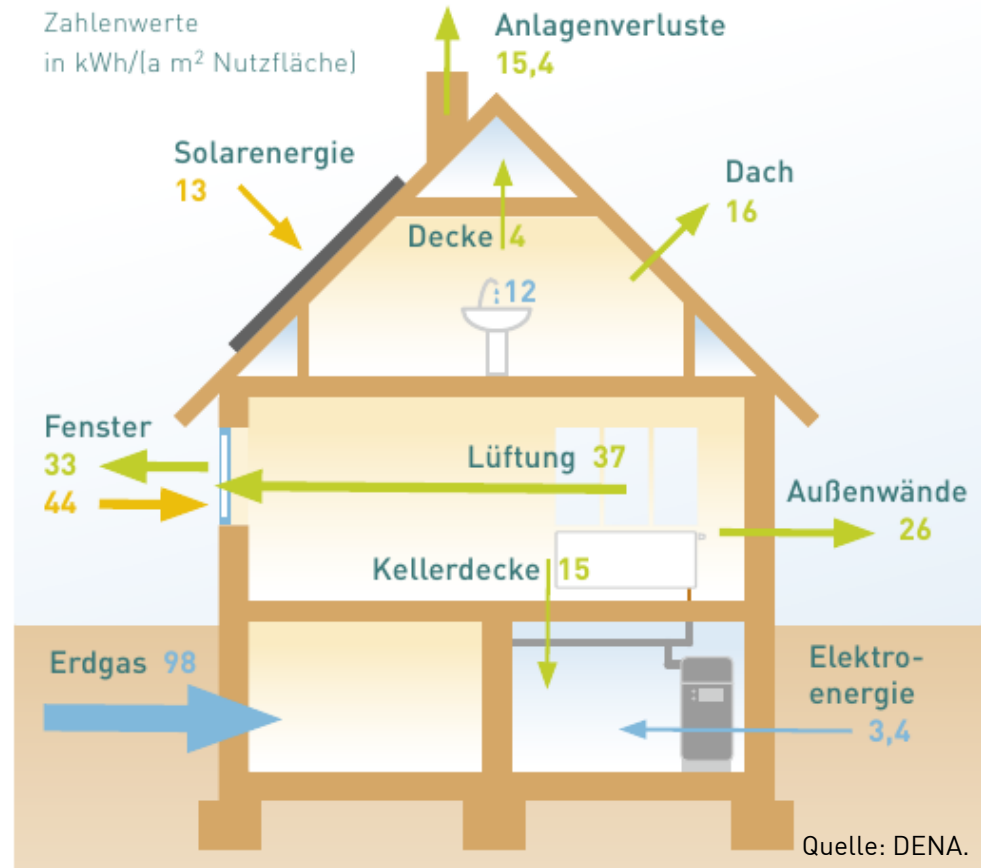 Zahlenwerte
in kWh/(a m² Nutzfläche)
Anlagenverluste
15,4
Solarenergie
13
Dach
16
Decke 4
12
Fenster
33
44
Lüftung 37
Außenwände
26
Kellerdecke 15
Erdgas 98
Elektro-
energie
3,4
Quelle: DENA.